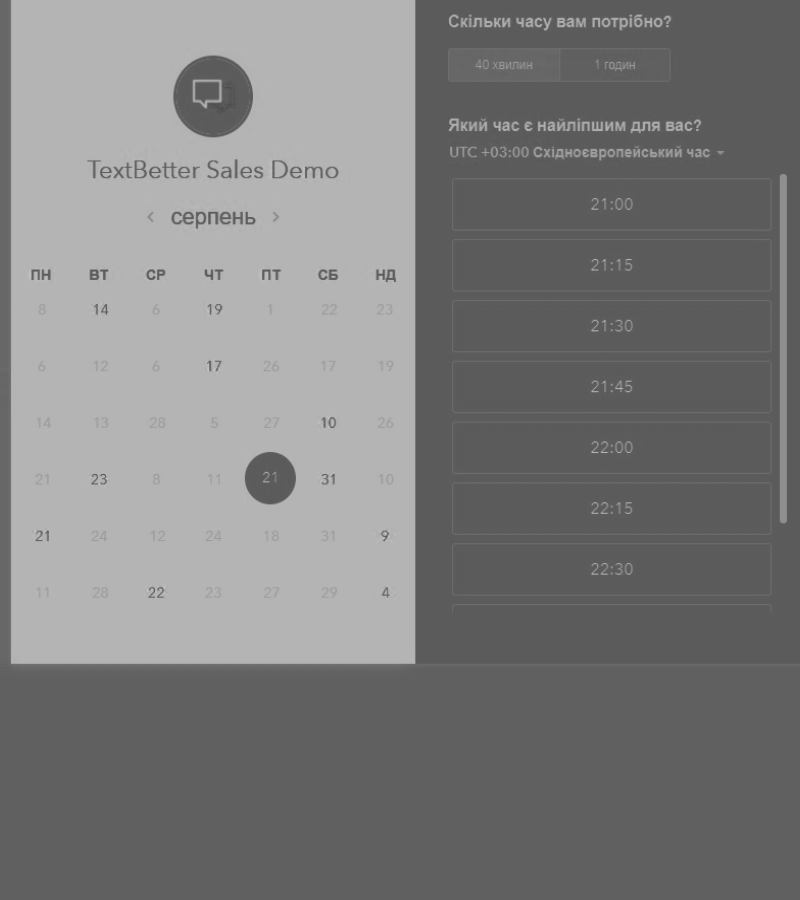 TextBetter Sales Demo
серпень
ПН ВТ СР ЧТ ПТ СБ НД
8 14 6 19 1 22 23
6 12 6 17 26 17 19
14 13 28 5 27 10 26
21 23 8 11 21 31 10
21 24 12 24 18 31 9
11 28 22 23 27 29 4
Скільки часу вам потрібно?
40 хвилин 1 годин
Який час є найліпшим для вас?
UTC +03:00 Східноєвропейський час
21:00
21:15
21:30
21:45
22:00
22:15
22:30